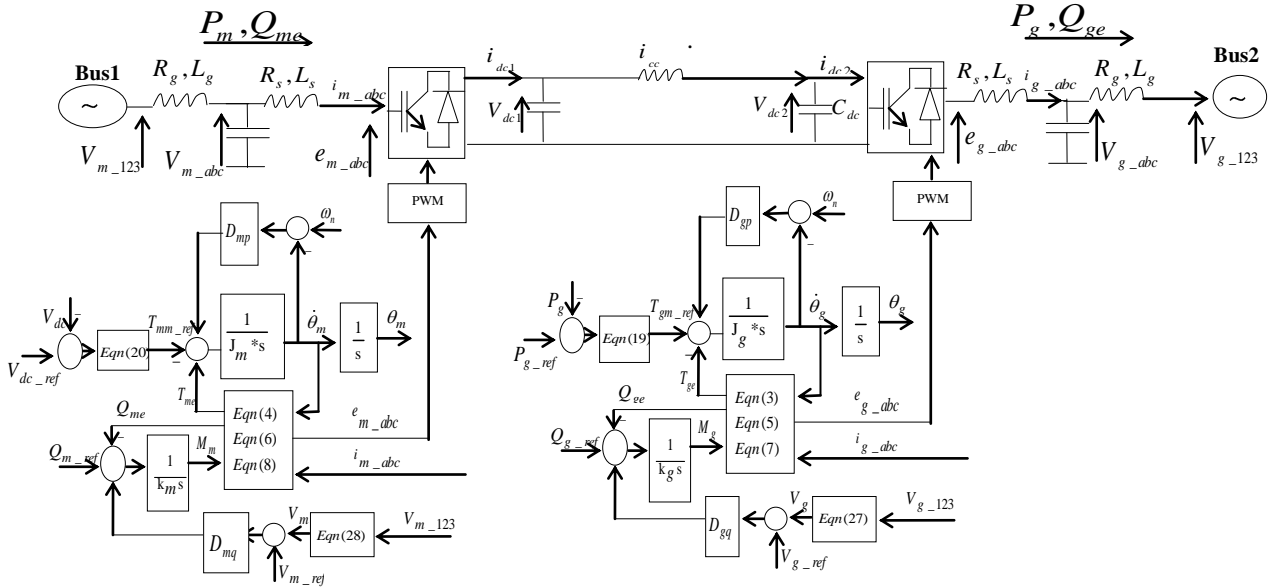 P_m, Q_me
P_g, Q_ge
Bus1
R_g, L_g
R_s, L_s
i_m_abc
i_dc1
i_cc
i_dc2
R_s, L_s
i_g_abc
R_g, L_g
Bus2
~
~
V_dc1
V_dc2
C_dc
V_m_123
V_m_abc
e_m_abc
e_g_abc
V_g_abc
V_g_123
PWM
PWM
D_mp
ω_n
D_gp
ω_n
V_dc
T_mm_ref
1/(J_m*s)
θ̇_m
1/s
θ_m
P_g
T_gm_ref
1/(J_g*s)
θ̇_g
1/s
θ_g
Eqn(20)
Eqn(19)
V_dc_ref
P_g_ref
T_me
T_ge
Q_me
Eqn(4)
Eqn(6)
Eqn(8)
e_m_abc
Q_ge
Eqn(3)
Eqn(5)
Eqn(7)
e_g_abc
Q_m_ref
1/(k_m s)
M_m
i_m_abc
Q_g_ref
1/(k_g s)
M_g
i_g_abc
D_mq
V_m
Eqn(28)
V_m_123
V_m_ref
D_gq
V_g
Eqn(27)
V_g_123
V_g_ref